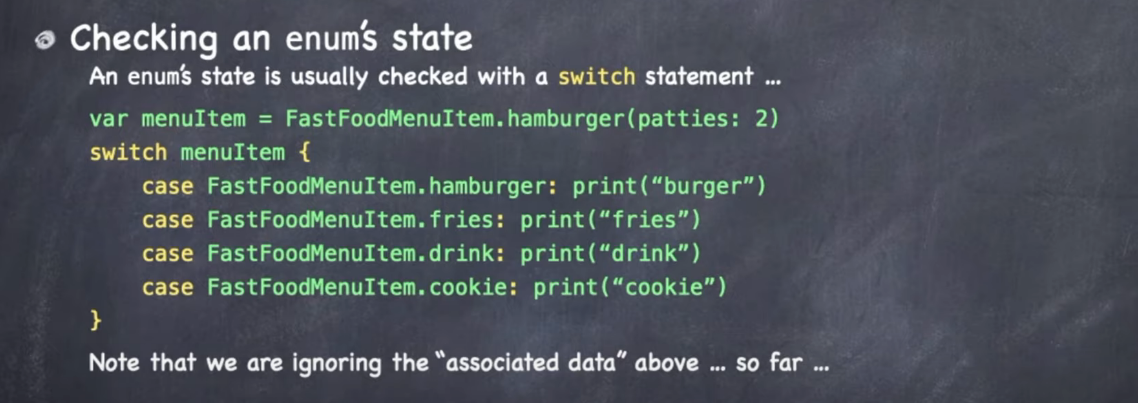 Checking an enum's state
An enum's state is usually checked with a switch statement ...
var menuItem = FastFoodMenuItem.hamburger(patties: 2)
switch menuItem {
    case FastFoodMenuItem.hamburger: print(“burger”)
    case FastFoodMenuItem.fries: print(“fries”)
    case FastFoodMenuItem.drink: print(“drink”)
    case FastFoodMenuItem.cookie: print(“cookie”)
}
Note that we are ignoring the “associated data” above ... so far ...